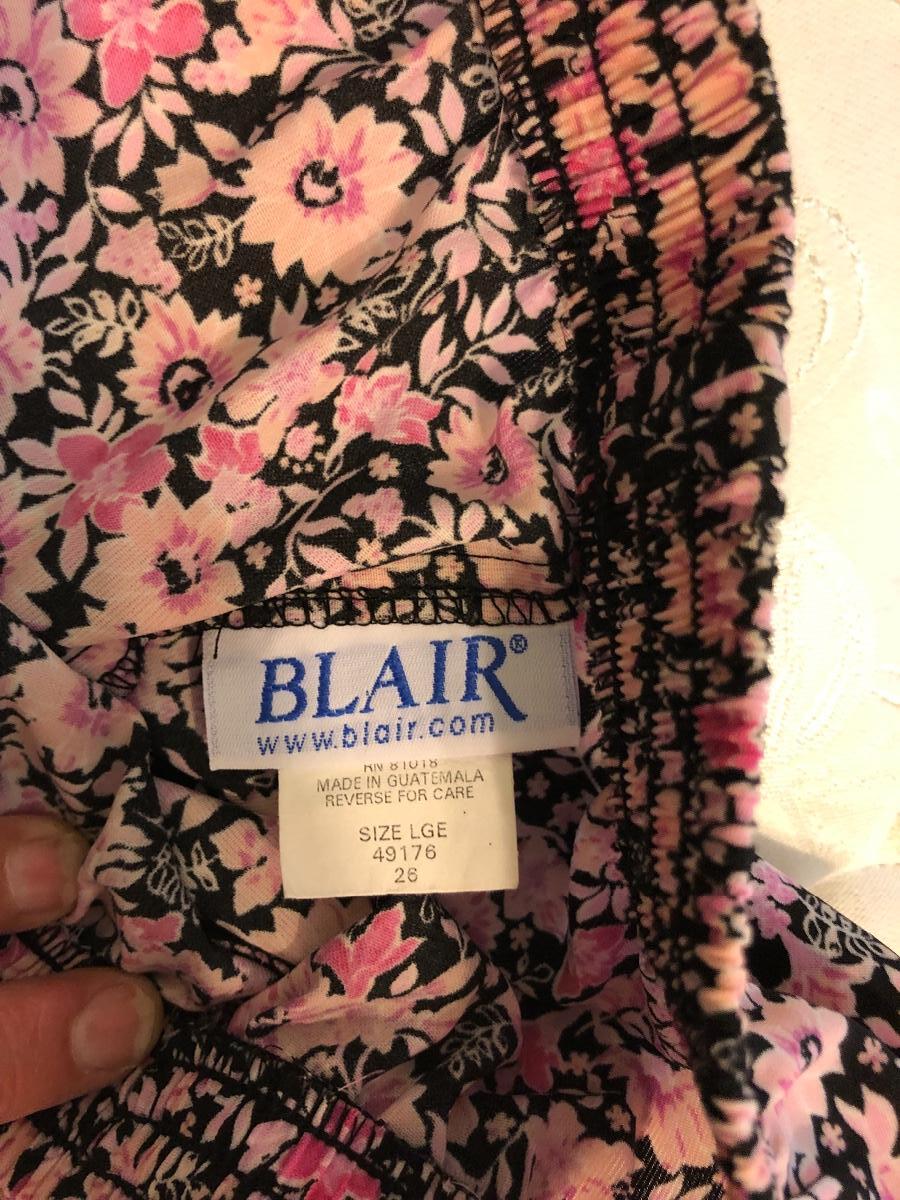 BLAIR®
www.blair.com
RN 81018
MADE IN GUATEMALA
REVERSE FOR CARE
SIZE LGE
49176
26